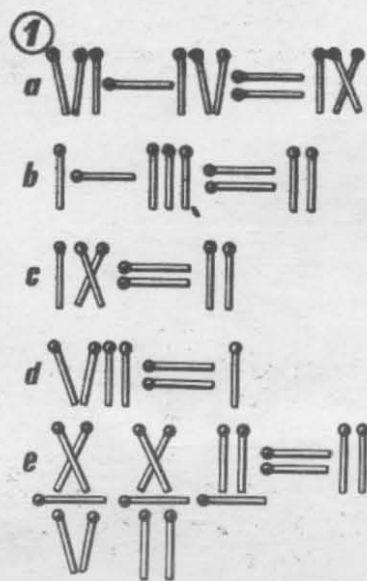 1
a VI—IV=IX
b I—III=II
c IX=II
d VII=I
e X X II=II
— — —
V II